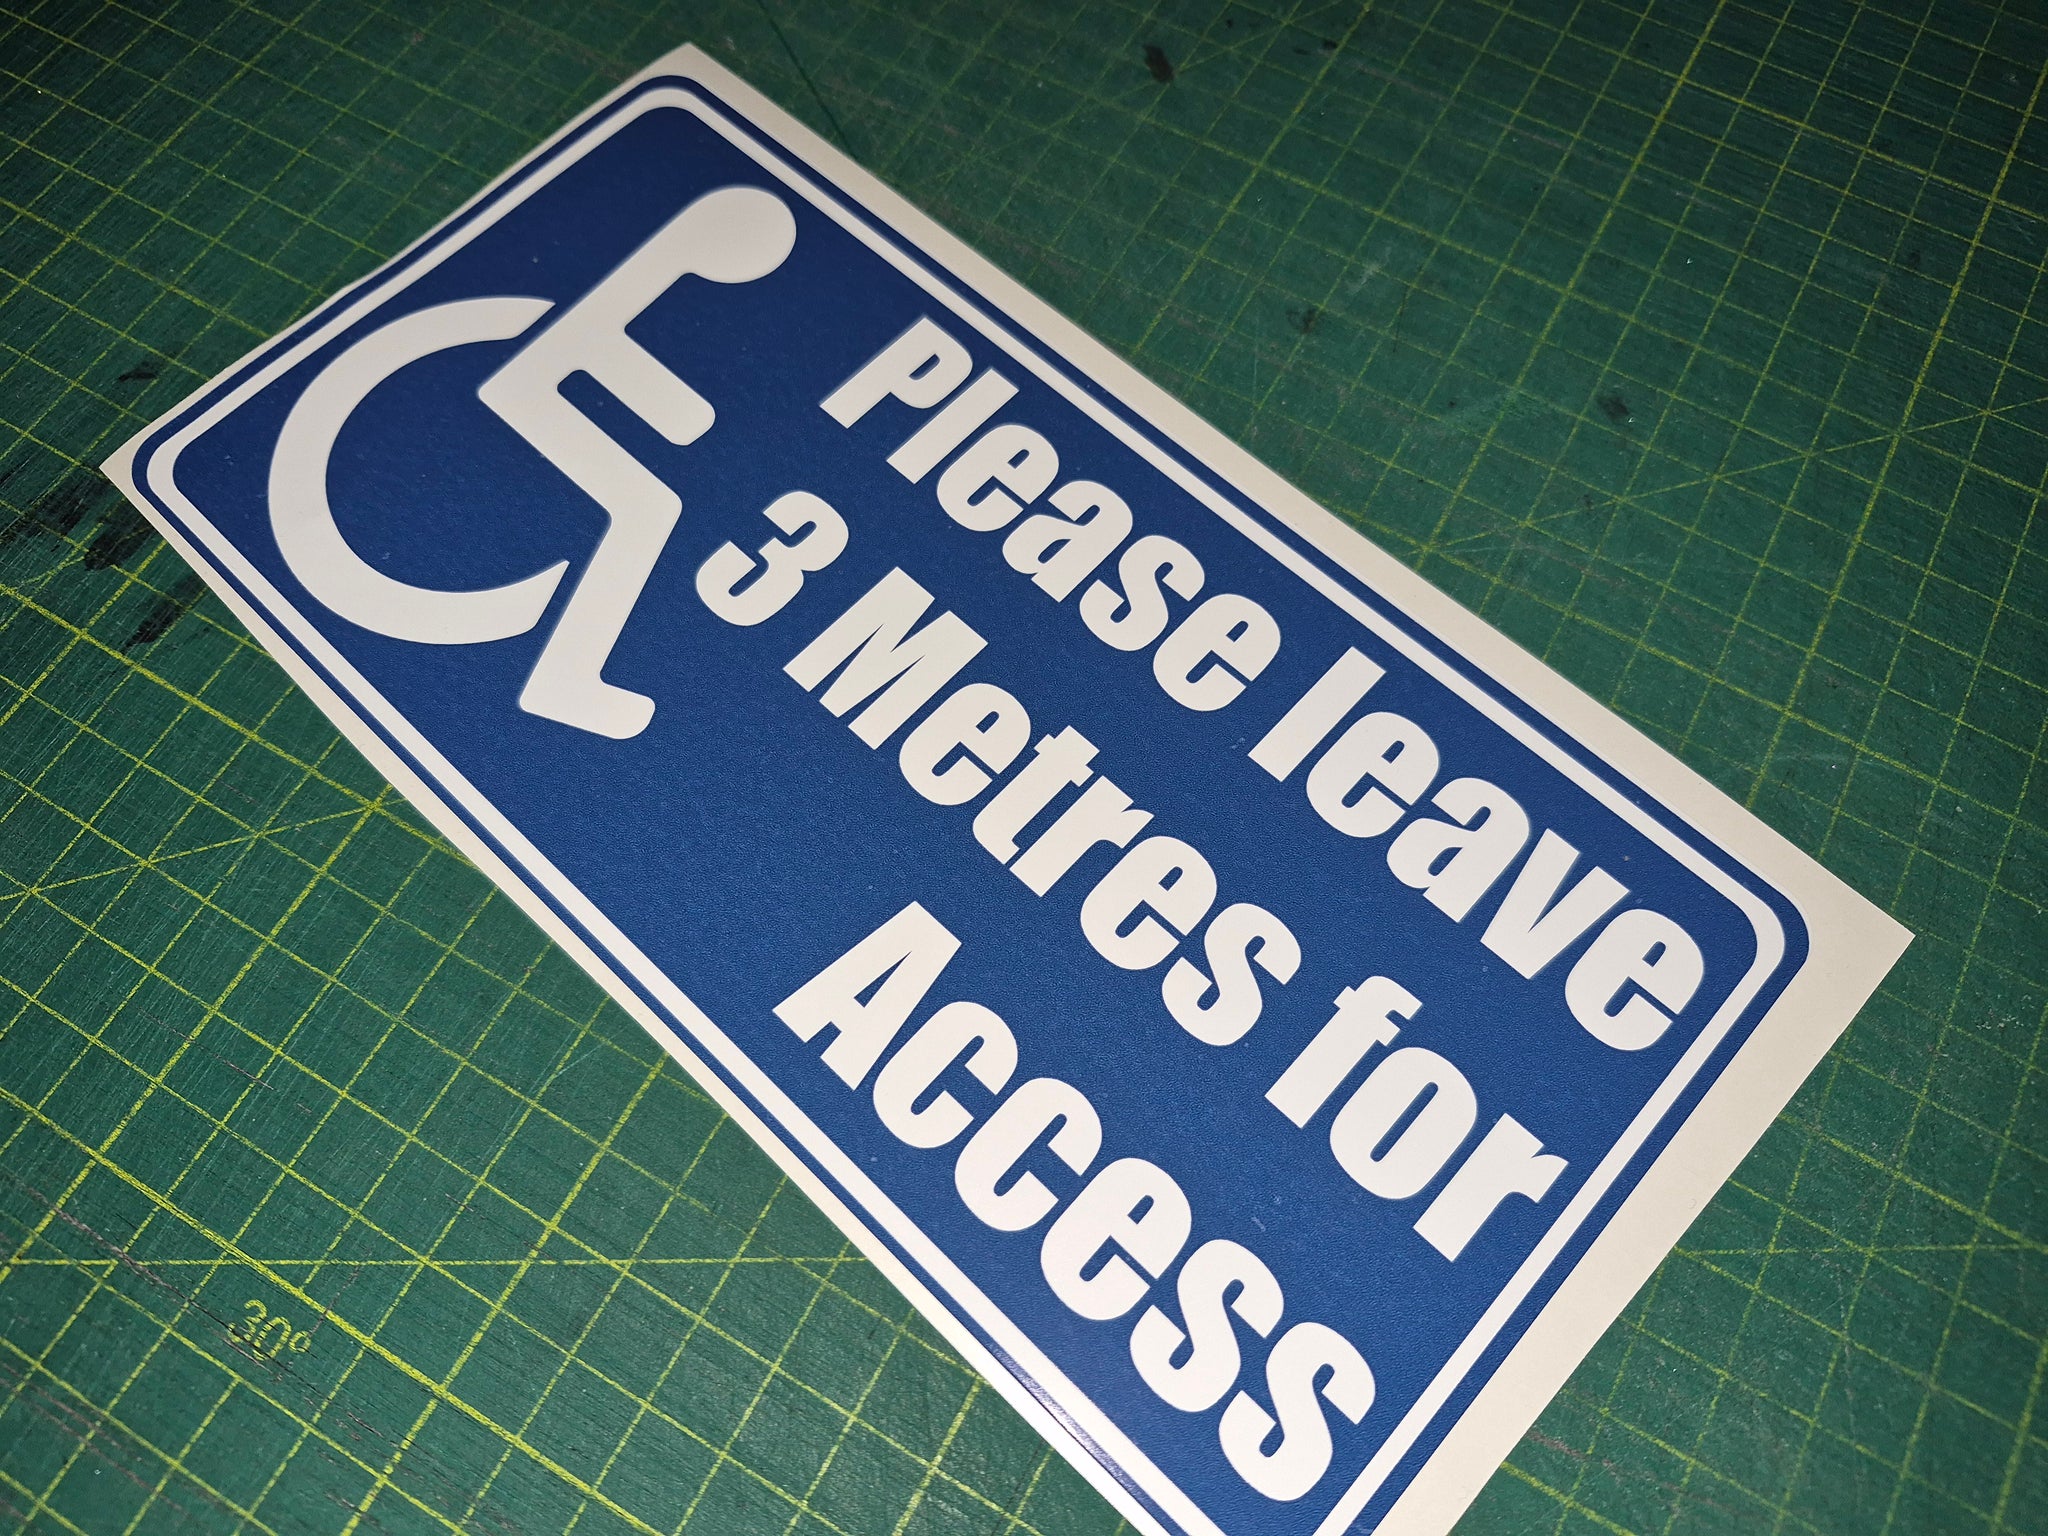 Please leave
3 Metres for
Access
30°